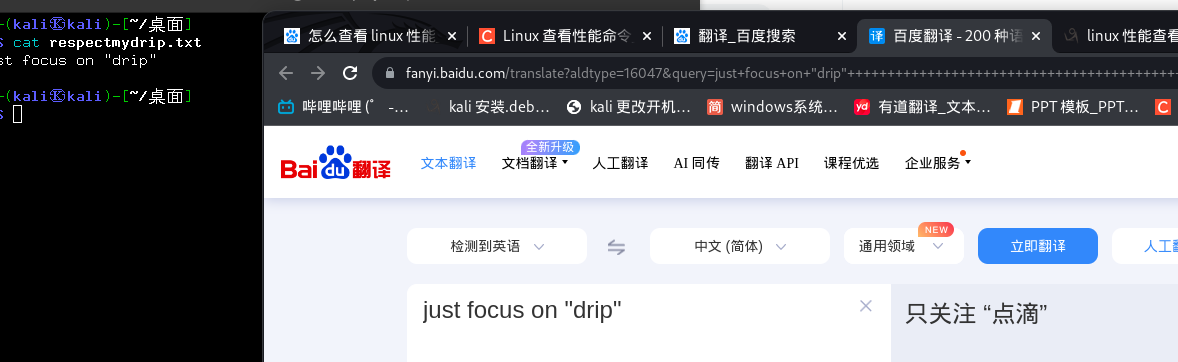 -(kali㉿kali)-[~/桌面]
$ cat respectmydrip.txt
st focus on "drip"
-(kali㉿kali)-[~/桌面]
$
怎么查看 linux 性能
Linux 查看性能命令
翻译_百度搜索
百度翻译 - 200 种语
linux 性能查看
fanyi.baidu.com/translate?aldtype=16047&query=just+focus+on+"drip"+++++++++++++++++++++++++++++++++++++++++
哔哩哔哩 (゜-...
kali 安装.deb...
kali 更改开机...
windows系统...
有道翻译_文本...
PPT 模板_PPT...
Bai du 翻译
文本翻译
全新升级
文档翻译
人工翻译
AI 同传
翻译 API
课程优选
企业服务
检测到英语
中文 (简体)
通用领域
NEW
立即翻译
人工翻
just focus on "drip"
只关注 “点滴”